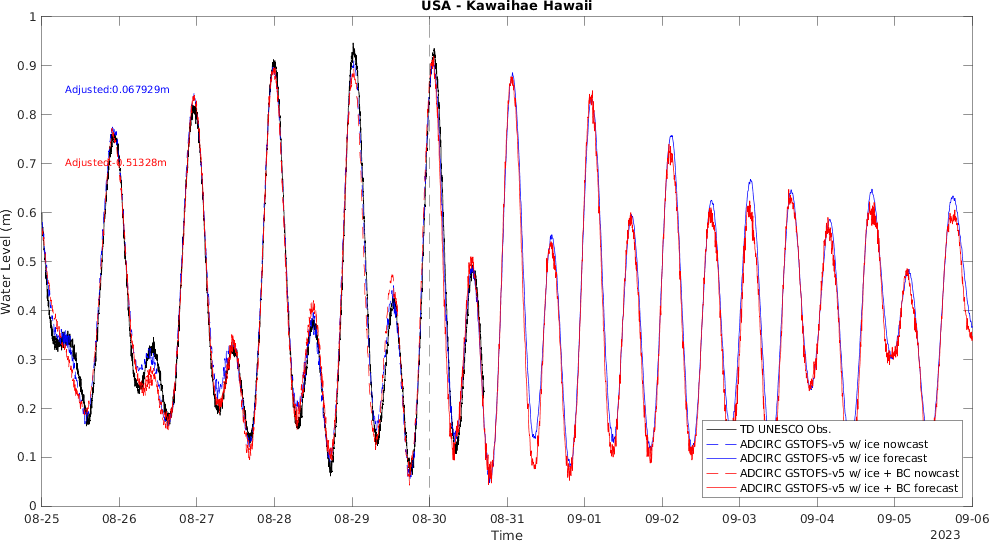 USA - Kawaihae Hawaii
Water Level (m)
1
0.9
0.8
0.7
0.6
0.5
0.4
0.3
0.2
0.1
0
Adjusted:0.067929m
Adjusted:-0.51328m
TD UNESCO Obs.
ADCIRC GSTOFS-v5 w/ ice nowcast
ADCIRC GSTOFS-v5 w/ ice forecast
ADCIRC GSTOFS-v5 w/ ice + BC nowcast
ADCIRC GSTOFS-v5 w/ ice + BC forecast
08-25 08-26 08-27 08-28 08-29 08-30 08-31 09-01 09-02 09-03 09-04 09-05 09-06
Time
2023